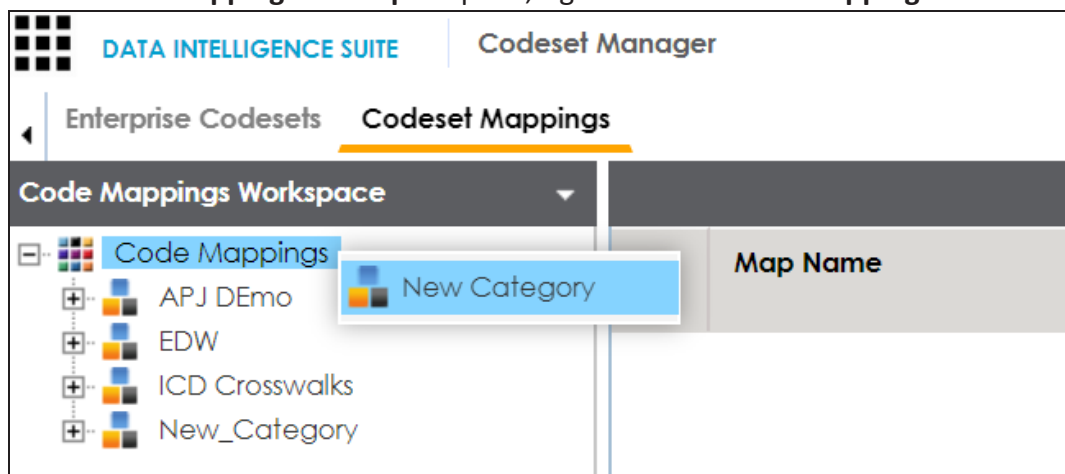 DATA INTELLIGENCE SUITE Codeset Manager
Enterprise Codesets Codeset Mappings
Code Mappings Workspace
Code Mappings
New Category
Map Name
APJ DEmo
EDW
ICD Crosswalks
New_Category